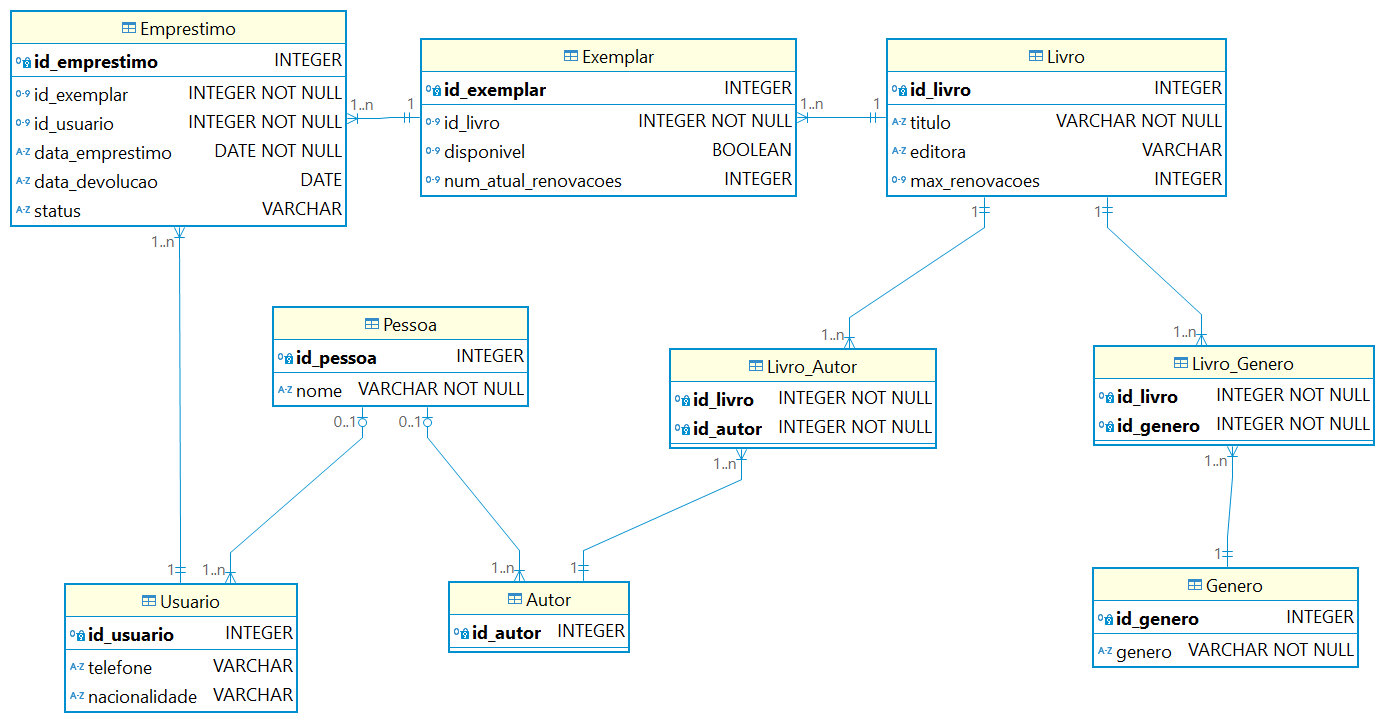 Emprestimo
id_emprestimo INTEGER
id_exemplar INTEGER NOT NULL
id_usuario INTEGER NOT NULL
data_emprestimo DATE NOT NULL
data_devolucao DATE
status VARCHAR
1..n
1
Exemplar
id_exemplar INTEGER
id_livro INTEGER NOT NULL
disponivel BOOLEAN
num_atual_renovacoes INTEGER
1..n
1
Livro
id_livro INTEGER
titulo VARCHAR NOT NULL
editora VARCHAR
max_renovacoes INTEGER
1..n
1
1
Pessoa
id_pessoa INTEGER
nome VARCHAR NOT NULL
0..1
0..1
1..n
Livro_Autor
id_livro INTEGER NOT NULL
id_autor INTEGER NOT NULL
1..n
1..n
Livro_Genero
id_livro INTEGER NOT NULL
id_genero INTEGER NOT NULL
1..n
1
1..n
Usuario
id_usuario INTEGER
telefone VARCHAR
nacionalidade VARCHAR
1..n
1
Autor
id_autor INTEGER
1
Genero
id_genero INTEGER
genero VARCHAR NOT NULL